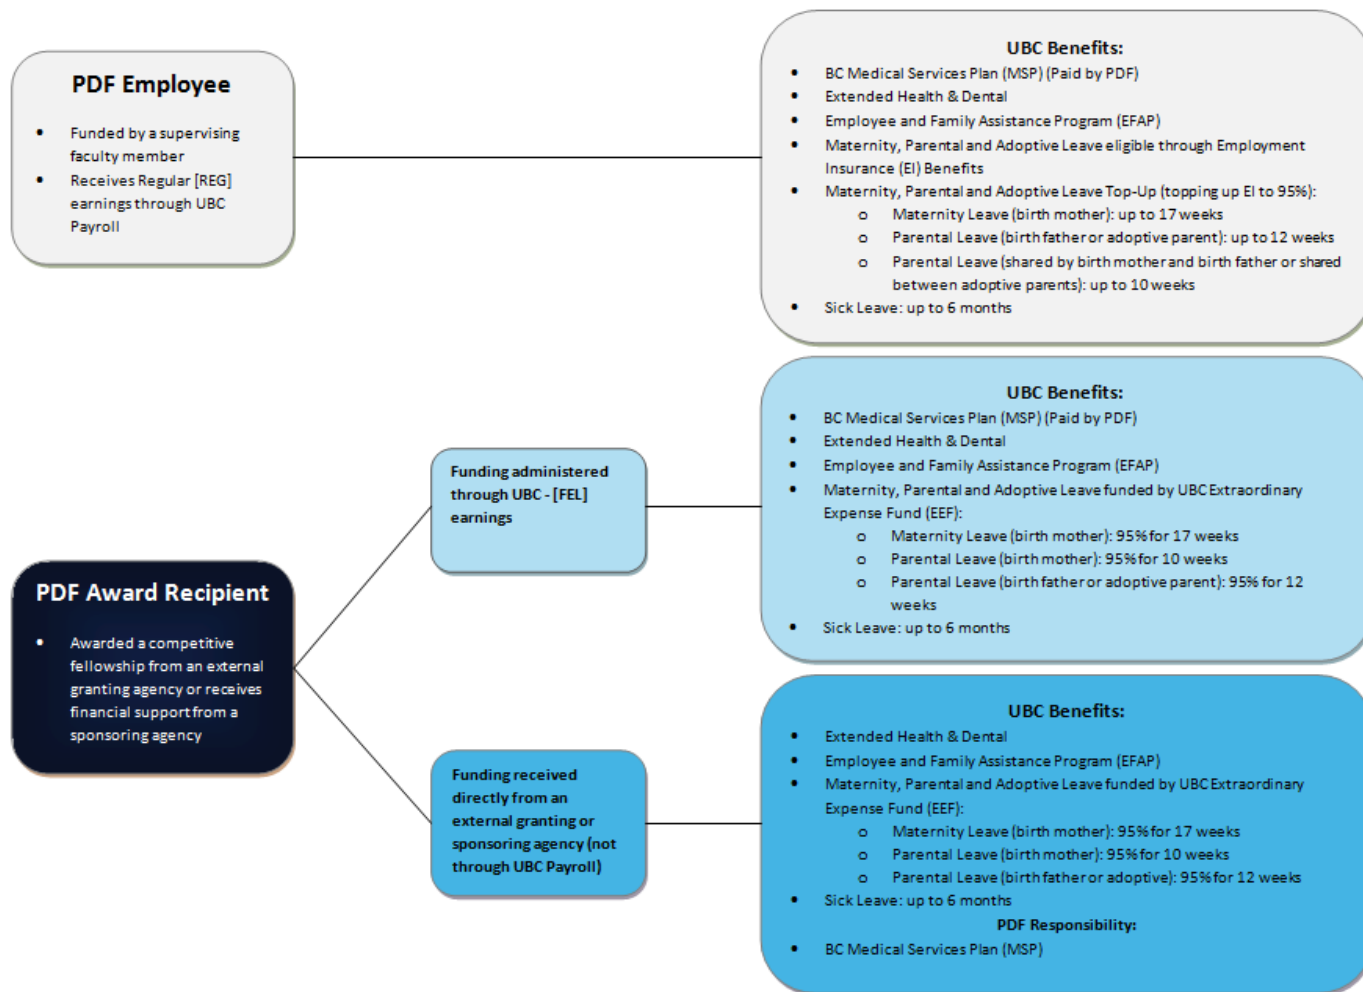 PDF Employee
• Funded by a supervising
faculty member
• Receives Regular [REG]
earnings through UBC
Payroll
UBC Benefits:
• BC Medical Services Plan (MSP) (Paid by PDF)
• Extended Health & Dental
• Employee and Family Assistance Program (EFAP)
• Maternity, Parental and Adoptive Leave eligible through Employment
Insurance (EI) Benefits
• Maternity, Parental and Adoptive Leave Top-Up (topping up EI to 95%):
o Maternity Leave (birth mother): up to 17 weeks
o Parental Leave (birth father or adoptive parent): up to 12 weeks
o Parental Leave (shared by birth mother and birth father or shared
between adoptive parents): up to 10 weeks
• Sick Leave: up to 6 months
PDF Award Recipient
• Awarded a competitive
fellowship from an external
granting agency or receives
financial support from a
sponsoring agency
Funding administered
through UBC - [FEL]
earnings
UBC Benefits:
• BC Medical Services Plan (MSP) (Paid by PDF)
• Extended Health & Dental
• Employee and Family Assistance Program (EFAP)
• Maternity, Parental and Adoptive Leave funded by UBC Extraordinary
Expense Fund (EEF):
o Maternity Leave (birth mother): 95% for 17 weeks
o Parental Leave (birth mother): 95% for 10 weeks
o Parental Leave (birth father or adoptive parent): 95% for 12
weeks
• Sick Leave: up to 6 months
Funding received
directly from an
external granting or
sponsoring agency (not
through UBC Payroll)
UBC Benefits:
• Extended Health & Dental
• Employee and Family Assistance Program (EFAP)
• Maternity, Parental and Adoptive Leave funded by UBC Extraordinary
Expense Fund (EEF):
o Maternity Leave (birth mother): 95% for 17 weeks
o Parental Leave (birth mother): 95% for 10 weeks
o Parental Leave (birth father or adoptive): 95% for 12 weeks
• Sick Leave: up to 6 months
PDF Responsibility:
• BC Medical Services Plan (MSP)